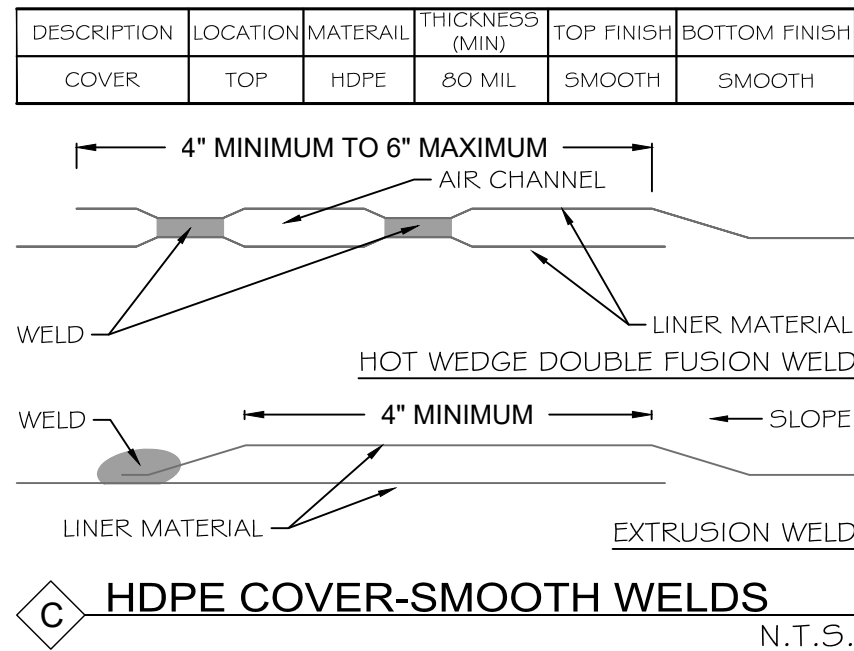 DESCRIPTION LOCATION MATERAIL THICKNESS (MIN) TOP FINISH BOTTOM FINISH
COVER TOP HDPE 80 MIL SMOOTH SMOOTH
4" MINIMUM TO 6" MAXIMUM
AIR CHANNEL
WELD
LINER MATERIAL
HOT WEDGE DOUBLE FUSION WELD
WELD
4" MINIMUM
SLOPE
LINER MATERIAL
EXTRUSION WELD
C HDPE COVER-SMOOTH WELDS
N.T.S.